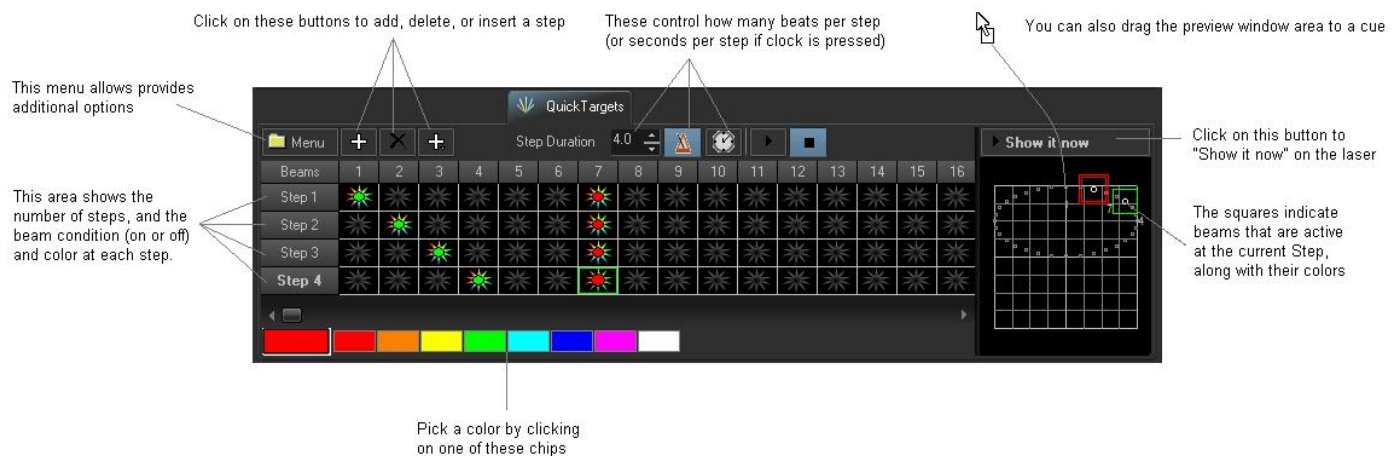 Click on these buttons to add, delete, or insert a step
These control how many beats per step
(or seconds per step if clock is pressed)
You can also drag the preview window area to a cue
This menu allows provides
additional options
QuickTargets
Menu
Step Duration 4.0
Show it now
Click on this button to
"Show it now" on the laser
Beams 1 2 3 4 5 6 7 8 9 10 11 12 13 14 15 16
Step 1
Step 2
Step 3
Step 4
This area shows the
number of steps, and the
beam condition (on or off)
and color at each step.
7
4
The squares indicate
beams that are active
at the current Step,
along with their colors
Pick a color by clicking
on one of these chips